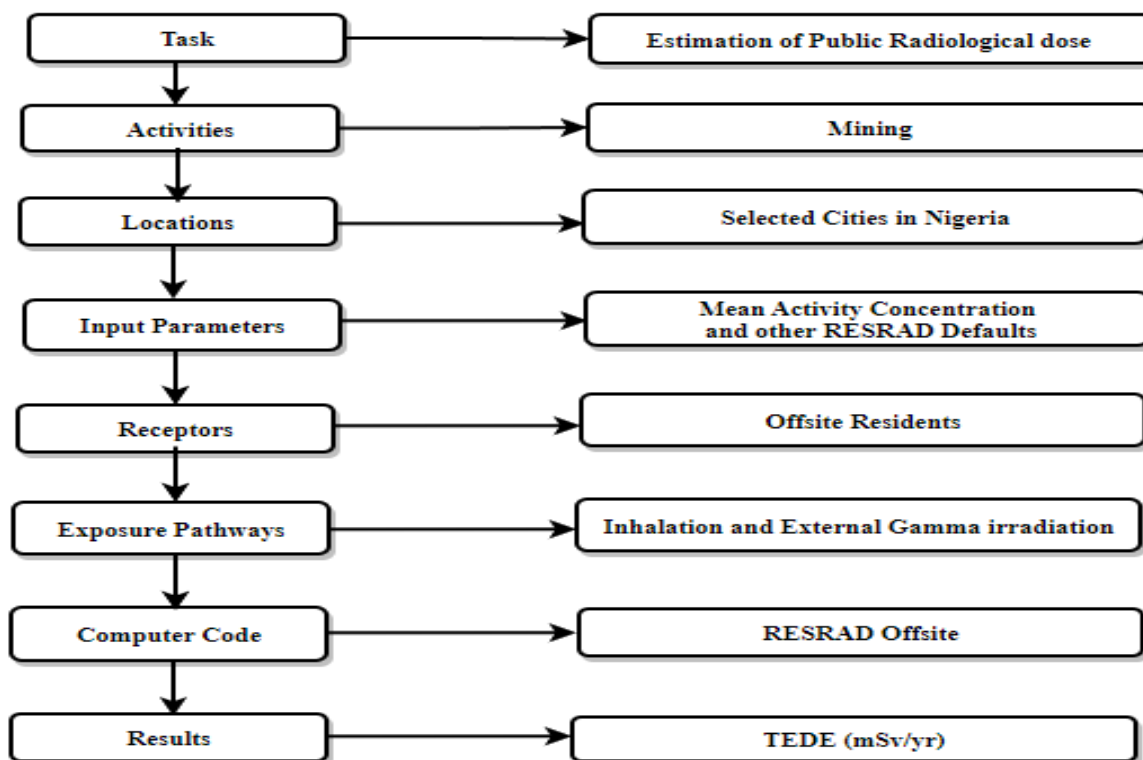 Task
Estimation of Public Radiological dose
Activities
Mining
Locations
Selected Cities in Nigeria
Input Parameters
Mean Activity Concentration
and other RESRAD Defaults
Receptors
Offsite Residents
Exposure Pathways
Inhalation and External Gamma irradiation
Computer Code
RESRAD Offsite
Results
TEDE (mSv/yr)